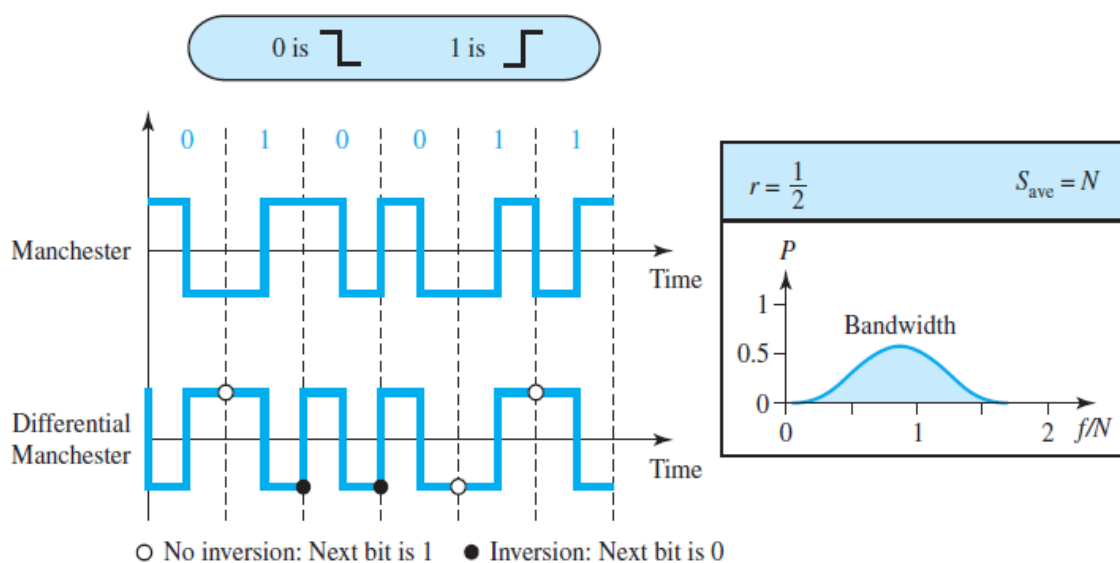 0 is 1 is
0 1 0 0 1 1
Manchester
Time
Differential
Manchester
Time
○ No inversion: Next bit is 1 ● Inversion: Next bit is 0
r = 1/2 S_ave = N
P
1
Bandwidth
0.5
0
0 1 2 f/N